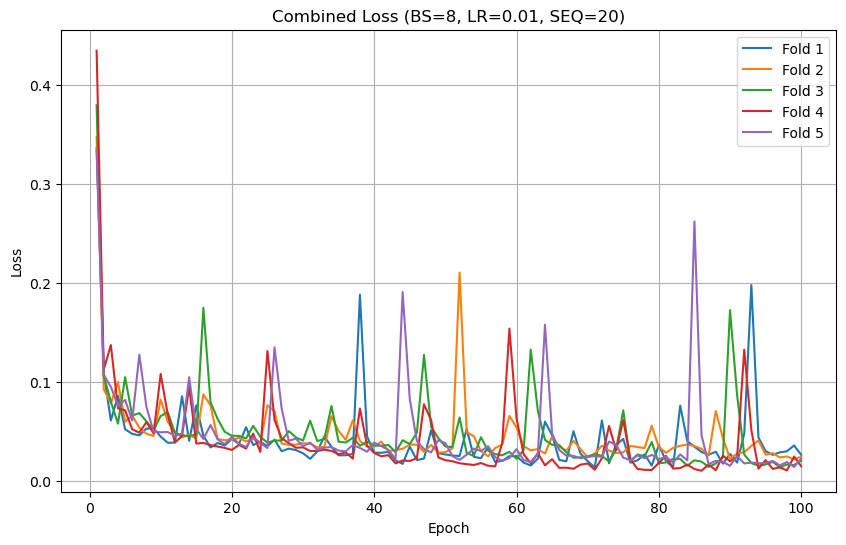 Combined Loss (BS=8, LR=0.01, SEQ=20)
Fold 1
Fold 2
Fold 3
Fold 4
Fold 5
Loss
0.4
0.3
0.2
0.1
0.0
0 20 40 60 80 100
Epoch